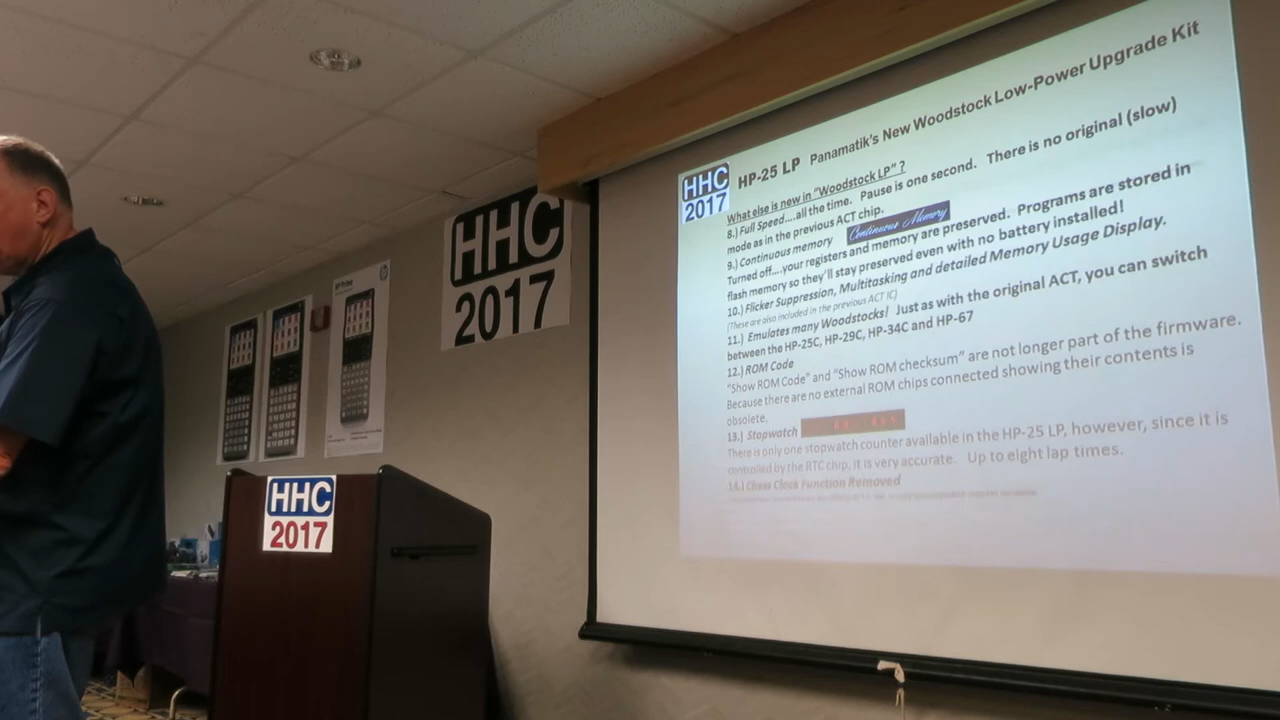 HP-25 LP Panamatik's New Woodstock Low-Power Upgrade Kit
HHC
2017
What else is new in "Woodstock LP" ?
8.) Full Speed....all the time. Pause is one second. There is no original (slow)
mode as in the previous ACT chip.
9.) Continuous memory Continuous Memory
Turned off....your registers and memory are preserved. Programs are stored in
flash memory so they'll stay preserved even with no battery installed!
10.) Flicker Suppression, Multitasking and detailed Memory Usage Display.
(These are also included in the previous ACT IC)
11.) Emulates many Woodstocks! Just as with the original ACT, you can switch
between the HP-25C, HP-29C, HP-34C and HP-67
12.) ROM Code
"Show ROM Code" and "Show ROM checksum" are not longer part of the firmware.
Because there are no external ROM chips connected showing their contents is
obsolete.
13.) Stopwatch
There is only one stopwatch counter available in the HP-25 LP, however, since it is
controlled by the RTC chip, it is very accurate. Up to eight lap times.
14.) Chess Clock Function Removed
HHC
2017
HP Prime
HHC
2017